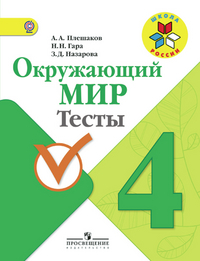 ШКОЛА
РОССИИ
А. А. Плешаков
Н. Н. Гара
З. Д. Назарова
Окружающий
МИР
Тесты
4
ПРОСВЕЩЕНИЕ